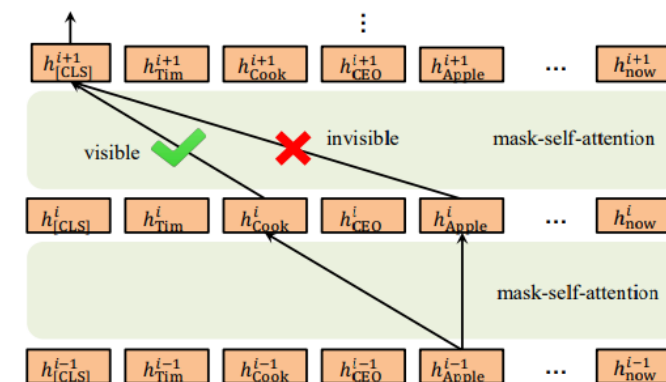 ⋮
h^{i+1}_{[CLS]} h^{i+1}_{Tim} h^{i+1}_{Cook} h^{i+1}_{CEO} h^{i+1}_{Apple} ... h^{i+1}_{now}
visible invisible mask-self-attention
h^{i}_{[CLS]} h^{i}_{Tim} h^{i}_{Cook} h^{i}_{CEO} h^{i}_{Apple} ... h^{i}_{now}
mask-self-attention
h^{i-1}_{[CLS]} h^{i-1}_{Tim} h^{i-1}_{Cook} h^{i-1}_{CEO} h^{i-1}_{Apple} ... h^{i-1}_{now}